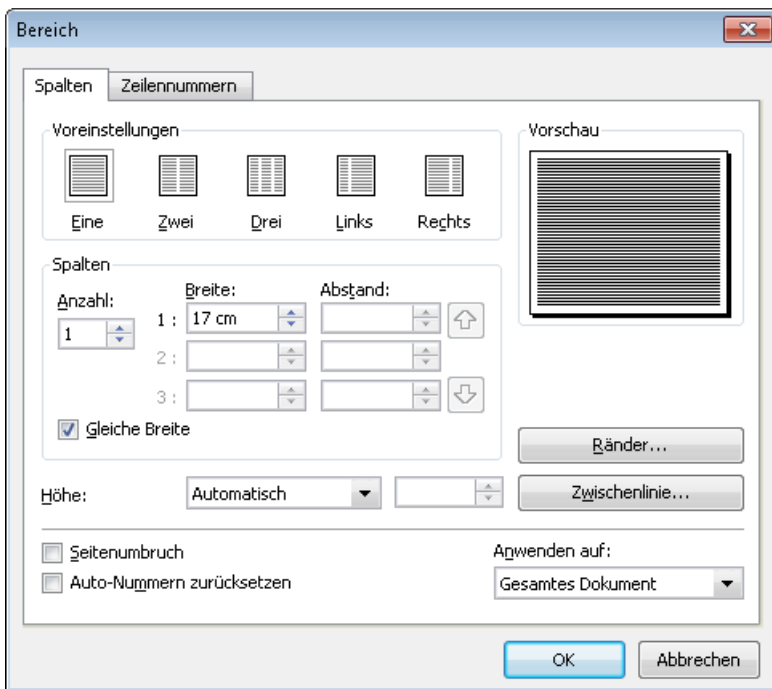 Bereich
Spalten Zeilennummern
Voreinstellungen
Eine Zwei Drei Links Rechts
Vorschau
Spalten
Anzahl: Breite: Abstand:
1
1 : 17 cm
2 :
3 :
Gleiche Breite
Ränder...
Höhe: Automatisch
Zwischenlinie...
Seitenumbruch
Auto-Nummern zurücksetzen
Anwenden auf:
Gesamtes Dokument
OK Abbrechen